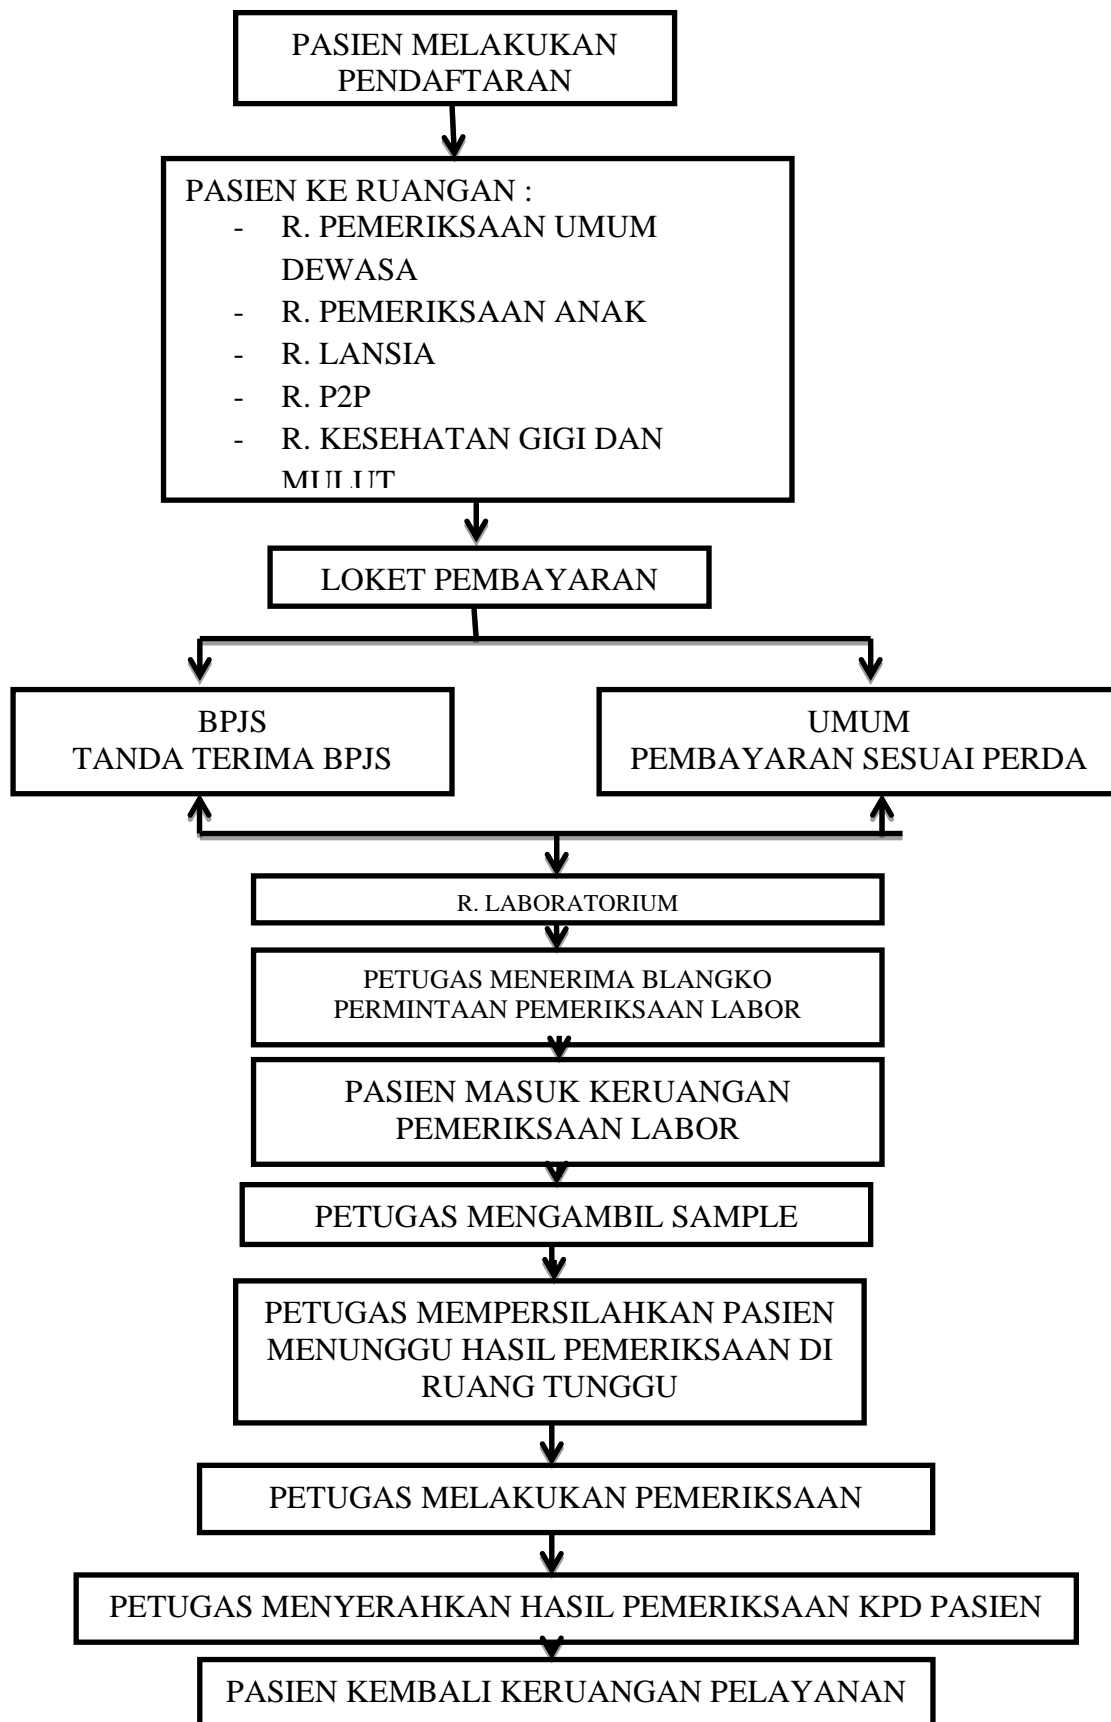 PASIEN MELAKUKAN
PENDAFTARAN
PASIEN KE RUANGAN :
- R. PEMERIKSAAN UMUM
DEWASA
- R. PEMERIKSAAN ANAK
- R. LANSIA
- R. P2P
- R. KESEHATAN GIGI DAN
MULUT
LOKET PEMBAYARAN
BPJS
TANDA TERIMA BPJS
UMUM
PEMBAYARAN SESUAI PERDA
R. LABORATORIUM
PETUGAS MENERIMA BLANGKO
PERMINTAAN PEMERIKSAAN LABOR
PASIEN MASUK KERUANGAN
PEMERIKSAAN LABOR
PETUGAS MENGAMBIL SAMPLE
PETUGAS MEMPERSILAHKAN PASIEN
MENUNGGU HASIL PEMERIKSAAN DI
RUANG TUNGGU
PETUGAS MELAKUKAN PEMERIKSAAN
PETUGAS MENYERAHKAN HASIL PEMERIKSAAN KPD PASIEN
PASIEN KEMBALI KERUANGAN PELAYANAN